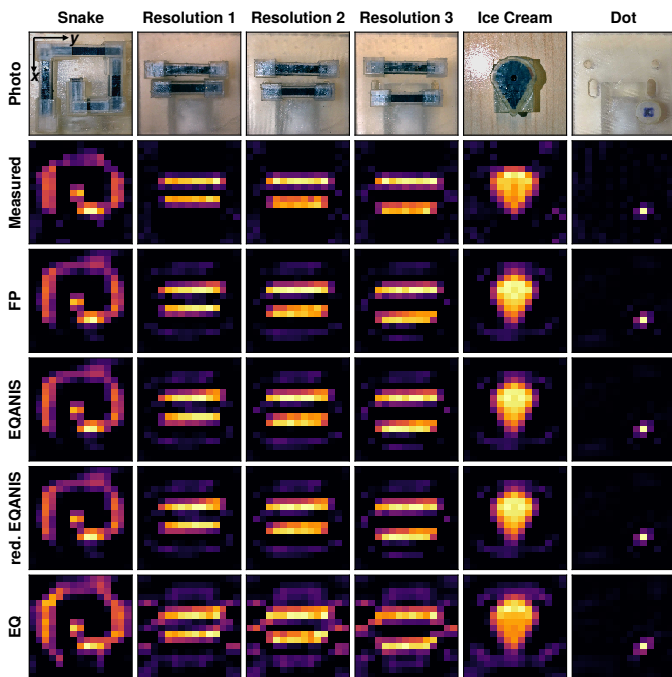 Snake Resolution 1 Resolution 2 Resolution 3 Ice Cream Dot
Photo
y
x
Measured
FP
EQANIS
red. EQANIS
EQ